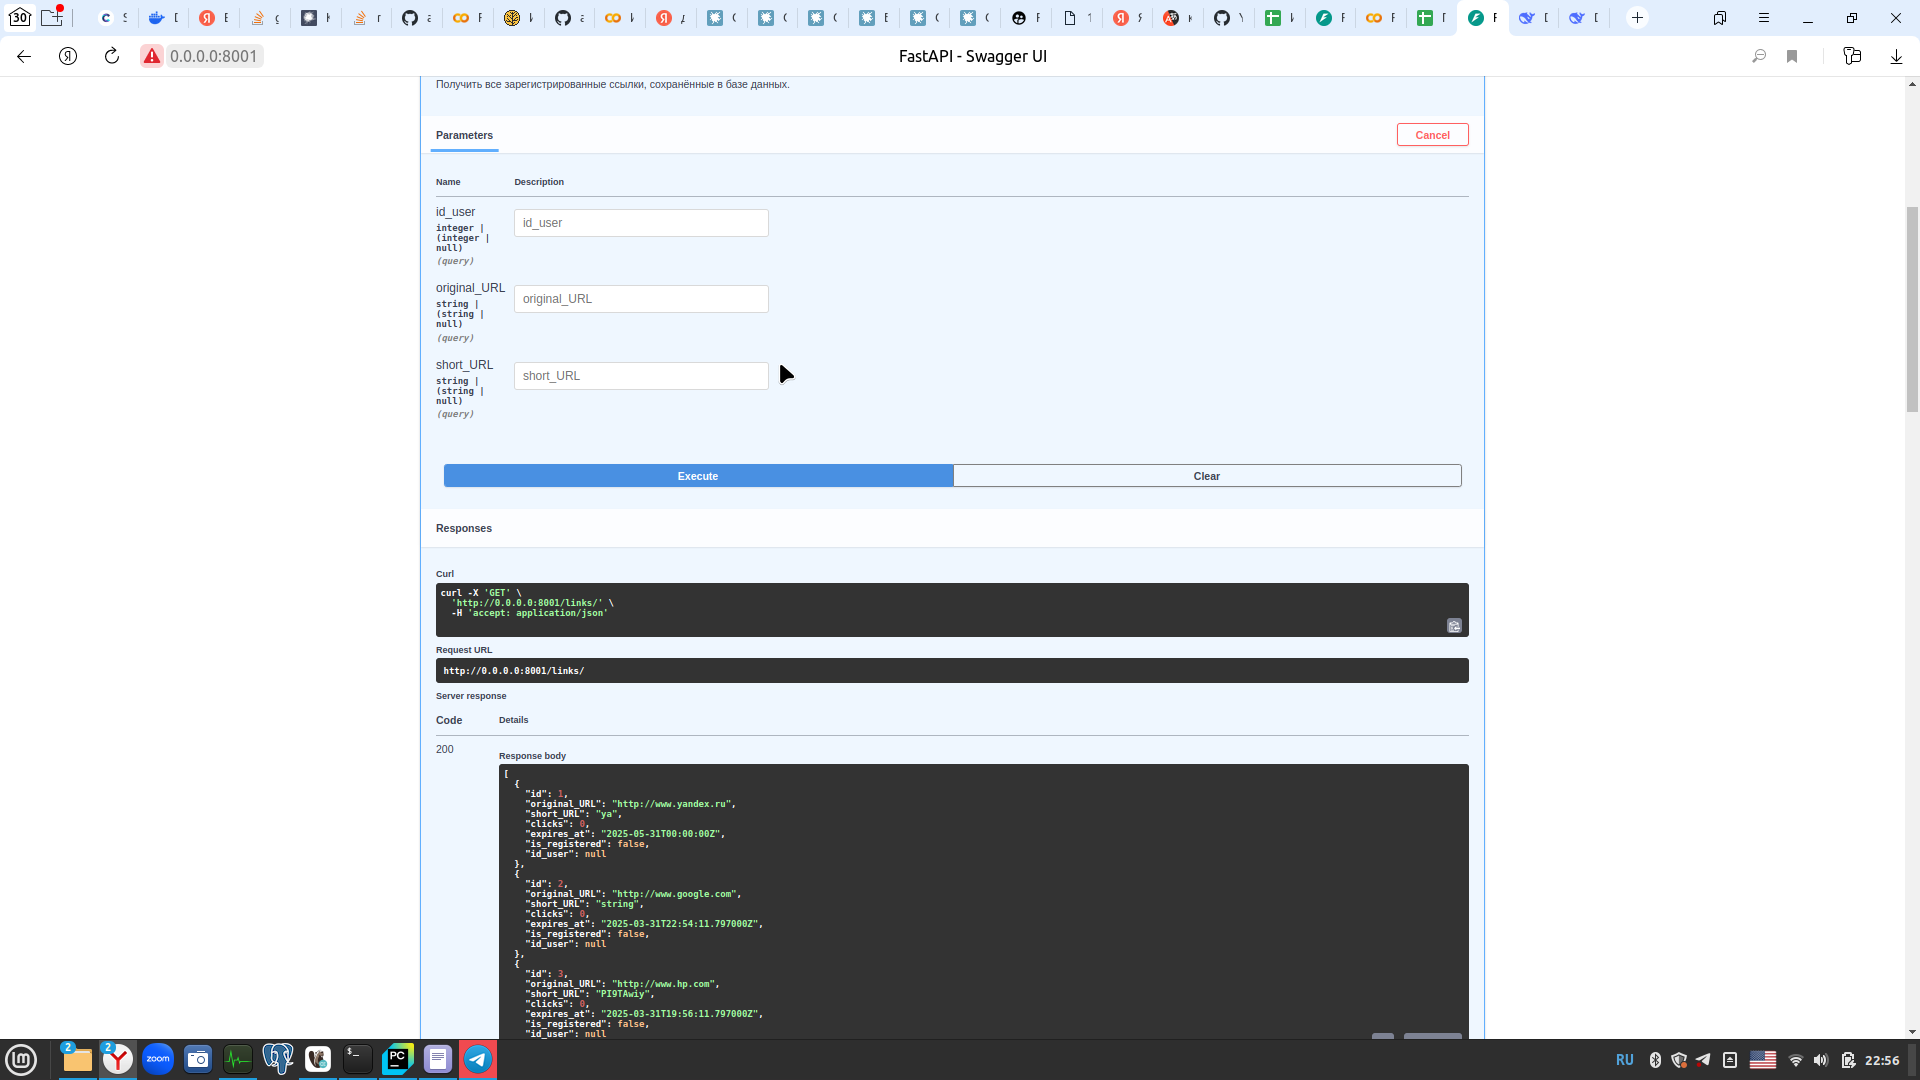 30
0.0.0.0:8001
FastAPI - Swagger UI
Получить все зарегистрированные ссылки, сохранённые в базе данных.
Parameters
Cancel
Name Description
id_user
integer |
(integer |
null)
(query)
id_user
original_URL
string |
(string |
null)
(query)
original_URL
short_URL
string |
(string |
null)
(query)
short_URL
Execute
Clear
Responses
Curl
curl -X 'GET' \
'http://0.0.0.0:8001/links/' \
-H 'accept: application/json'
Request URL
http://0.0.0.0:8001/links/
Server response
Code Details
200
Response body
[
{
"id": 1,
"original_URL": "http://www.yandex.ru",
"short_URL": "ya",
"clicks": 0,
"expires_at": "2025-05-31T00:00:00Z",
"is_registered": false,
"id_user": null
},
{
"id": 2,
"original_URL": "http://www.google.com",
"short_URL": "string",
"clicks": 0,
"expires_at": "2025-03-31T22:54:11.797000Z",
"is_registered": false,
"id_user": null
},
{
"id": 3,
"original_URL": "http://www.hp.com",
"short_URL": "PI9TAwiy",
"clicks": 0,
"expires_at": "2025-03-31T19:56:11.797000Z",
"is_registered": false,
"id_user": null
2
2
zoom
PC
RU
22:56